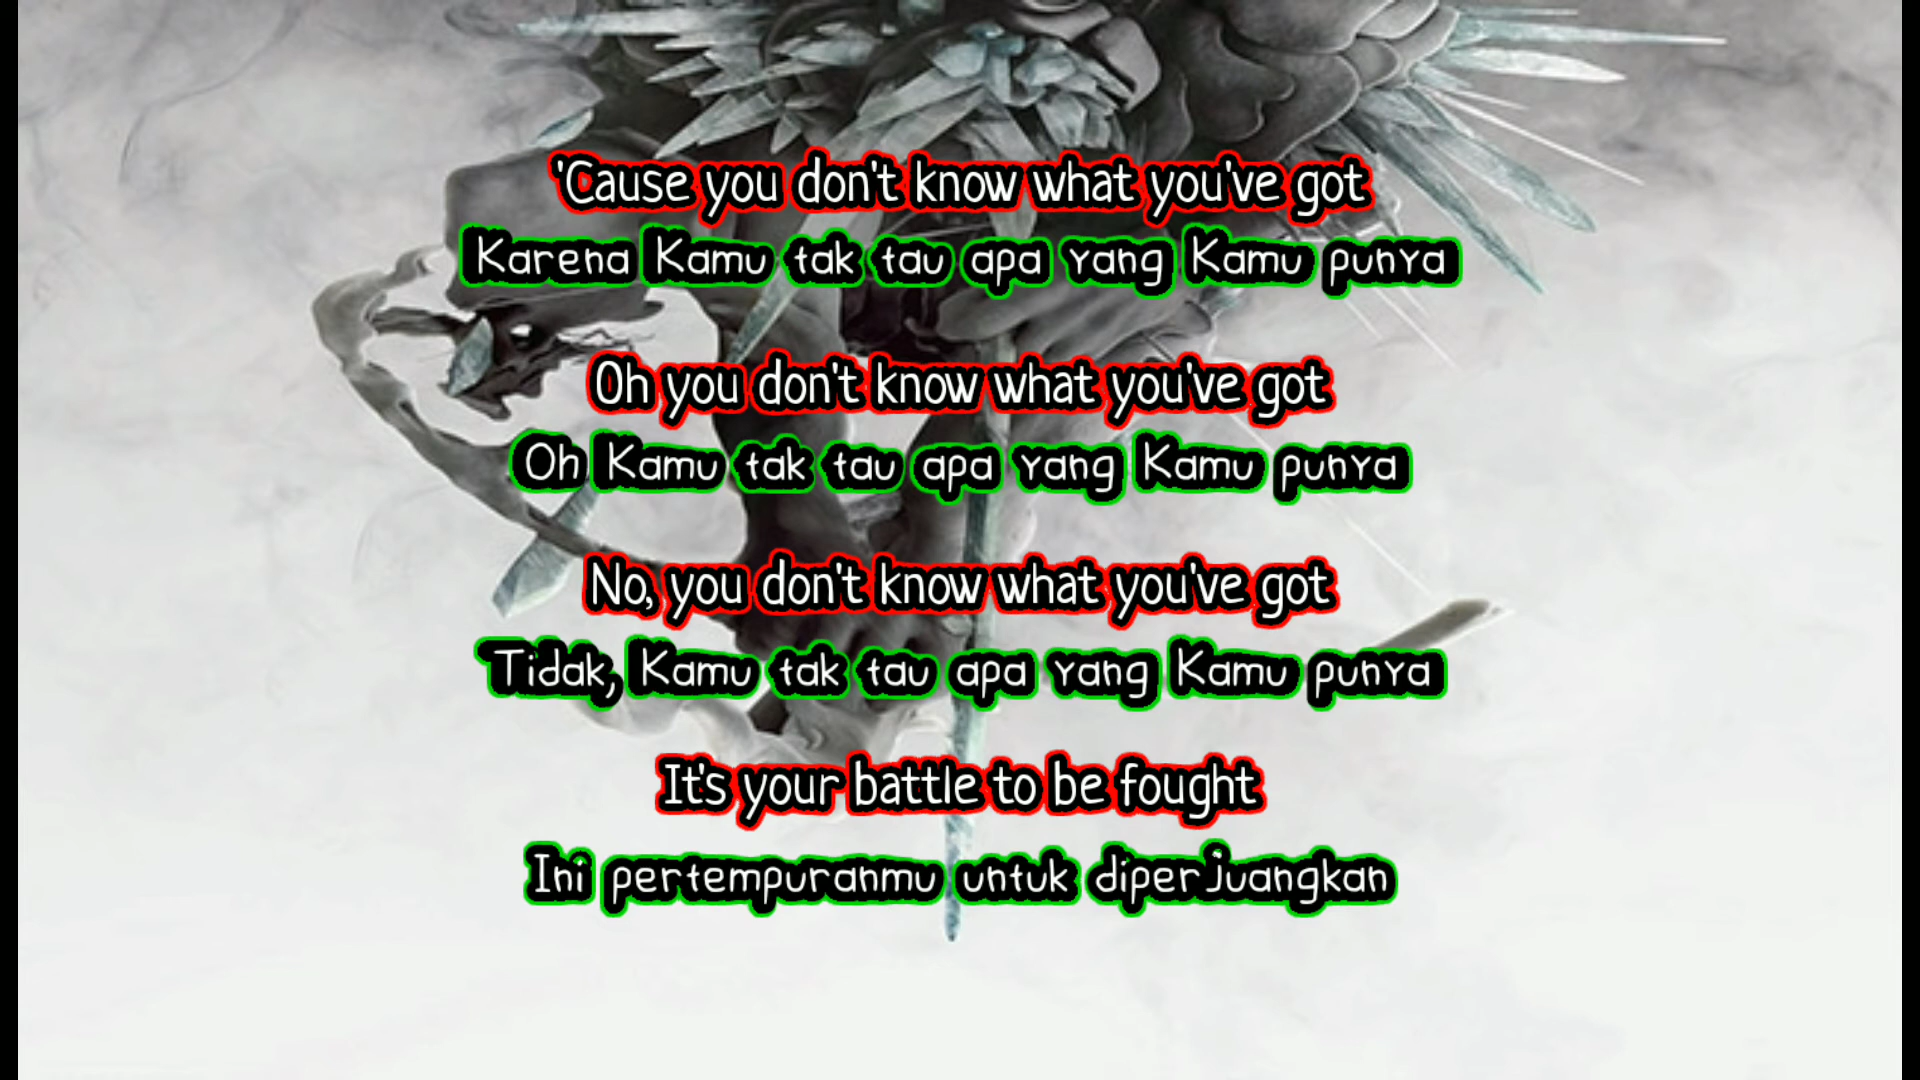 'Cause you don't know what you've got
Karena Kamu tak tau apa yang Kamu punya
Oh you don't know what you've got
Oh Kamu tak tau apa yang Kamu punya
No, you don't know what you've got
Tidak, Kamu tak tau apa yang Kamu punya
It's your battle to be fought
Ini pertempuranmu untuk diperjuangkan